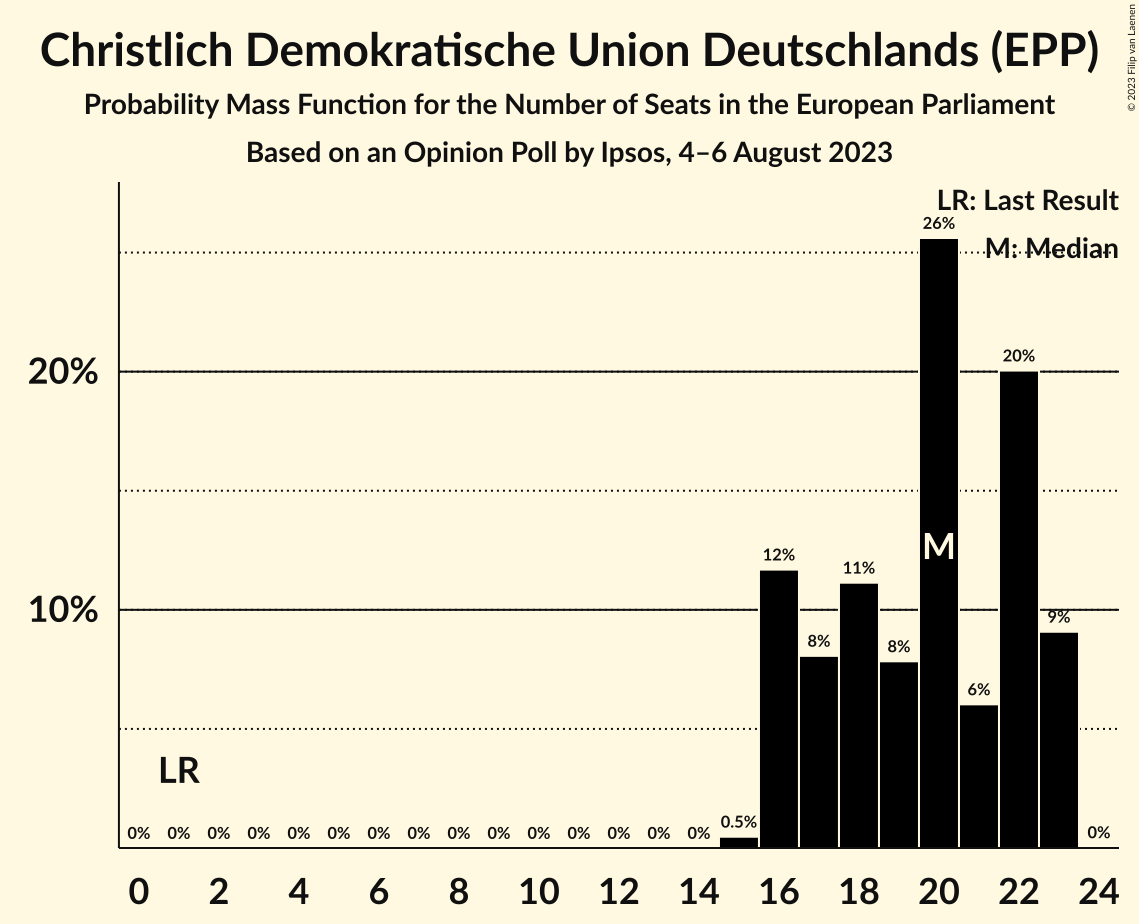 Christlich Demokratische Union Deutschlands (EPP)
Probability Mass Function for the Number of Seats in the European Parliament
Based on an Opinion Poll by Ipsos, 4–6 August 2023
© 2023 Filip van Laenen
LR: Last Result
M: Median
26%
20%
20%
M
12%
11%
10%
9%
8%
8%
6%
LR
0% 0% 0% 0% 0% 0% 0% 0% 0% 0% 0% 0% 0% 0% 0% 0.5% 0%
0 2 4 6 8 10 12 14 16 18 20 22 24